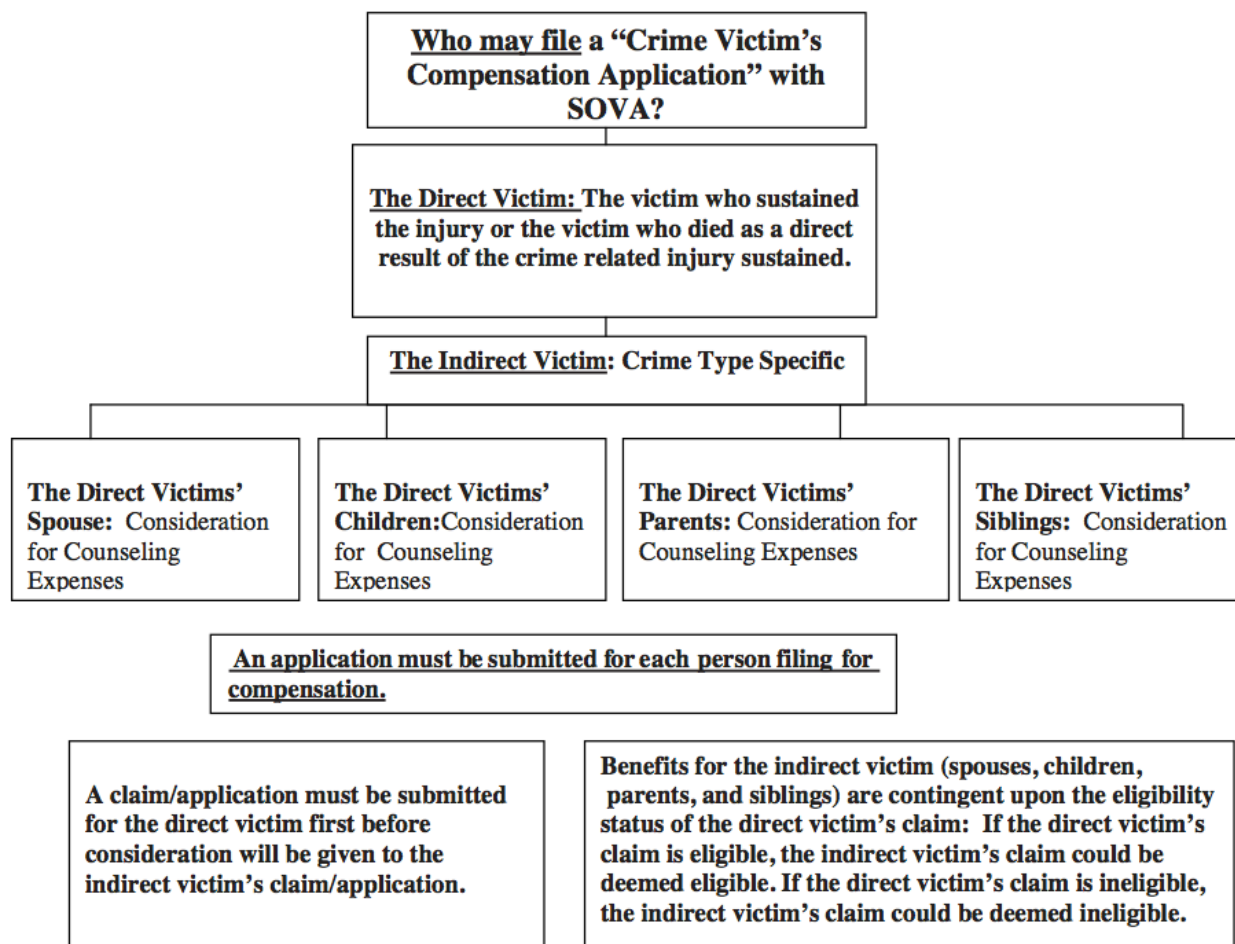 Who may file a “Crime Victim’s
Compensation Application” with
SOVA?
The Direct Victim: The victim who sustained
the injury or the victim who died as a direct
result of the crime related injury sustained.
The Indirect Victim: Crime Type Specific
The Direct Victims’
Spouse: Consideration
for Counseling
Expenses
The Direct Victims’
Children:Consideration
for Counseling
Expenses
The Direct Victims’
Parents: Consideration for
Counseling Expenses
The Direct Victims’
Siblings: Consideration
for Counseling
Expenses
An application must be submitted for each person filing for
compensation.
A claim/application must be submitted
for the direct victim first before
consideration will be given to the
indirect victim’s claim/application.
Benefits for the indirect victim (spouses, children,
parents, and siblings) are contingent upon the eligibility
status of the direct victim’s claim: If the direct victim’s
claim is eligible, the indirect victim’s claim could be
deemed eligible. If the direct victim’s claim is ineligible,
the indirect victim’s claim could be deemed ineligible.